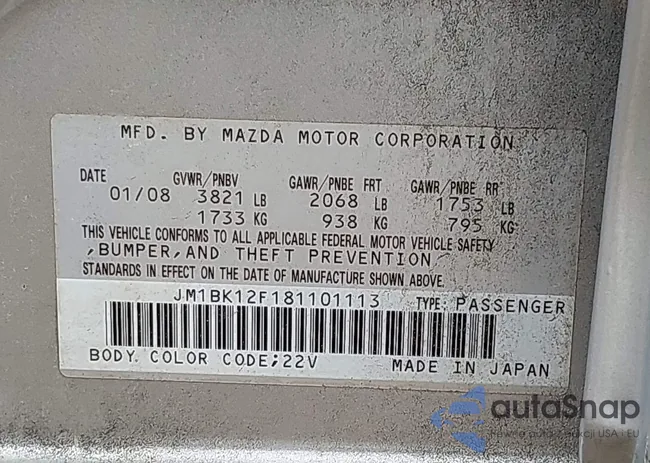 MFD. BY MAZDA MOTOR CORPORATION
DATE GVWR/PNBV GAWR/PNBE FRT GAWR/PNBE RR
01/08 3821 LB 2068 LB 1753 LB
1733 KG 938 KG 795 KG
THIS VEHICLE CONFORMS TO ALL APPLICABLE FEDERAL MOTOR VEHICLE SAFETY
,BUMPER,AND THEFT PREVENTION
STANDARDS IN EFFECT ON THE DATE OF MANUFACTURE SHOWN ABOVE.
JM1BK12F181101113 TYPE: PASSENGER
BODY COLOR CODE;22V MADE IN JAPAN
autaSnap
USA i EU